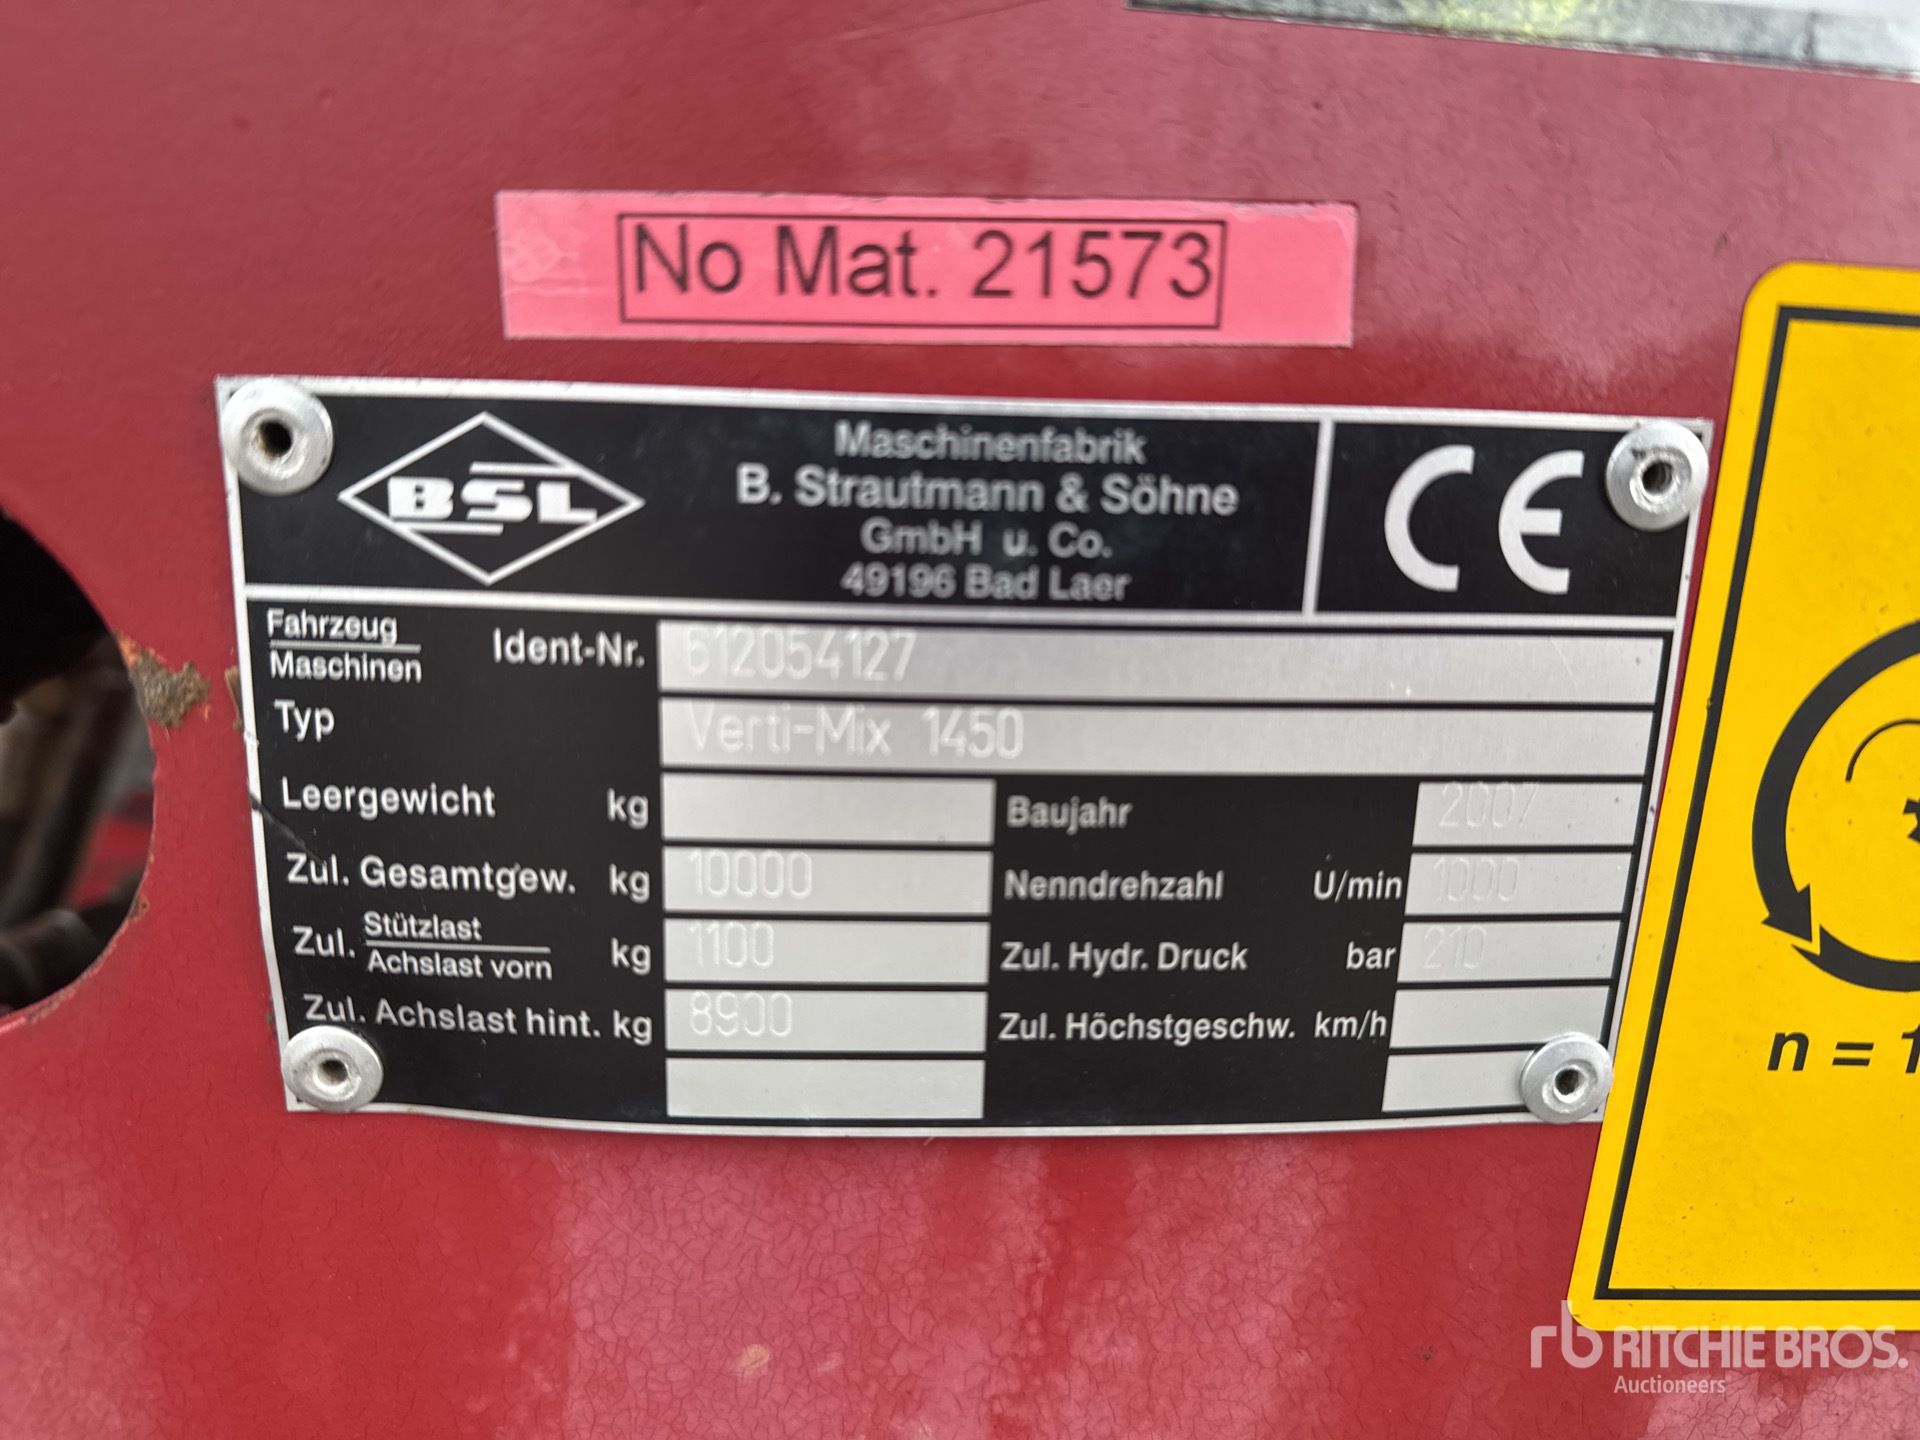 No Mat. 21573
BSL
Maschinenfabrik
B. Strautmann & Söhne
GmbH u. Co.
49196 Bad Laer
CE
Fahrzeug
Maschinen
Ident-Nr. 612054127
Typ Verti-Mix 1450
Leergewicht kg
Baujahr 2007
Zul. Gesamtgew. kg 10000
Nenndrehzahl U/min 1000
Zul. Stützlast
Achslast vorn kg 1100
Zul. Hydr. Druck bar 210
Zul. Achslast hint. kg 8900
Zul. Höchstgeschw. km/h
n = 1
rb RITCHIE BROS.
Auctioneers